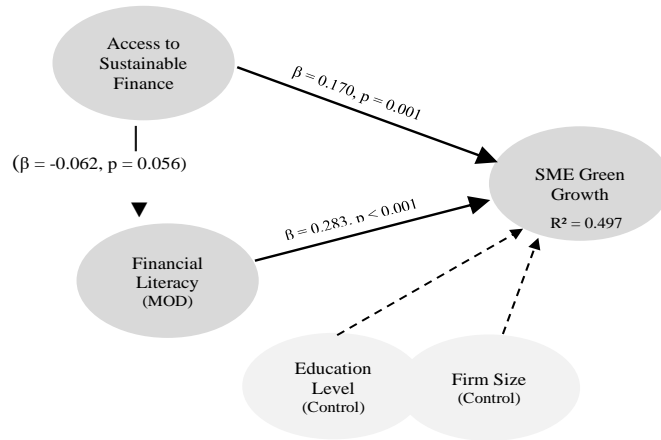 Access to
Sustainable
Finance
β = 0.170, p = 0.001
(β = -0.062, p = 0.056)
SME Green
Growth
R² = 0.497
β = 0.283. p < 0.001
Financial
Literacy
(MOD)
Education
Level
(Control)
Firm Size
(Control)